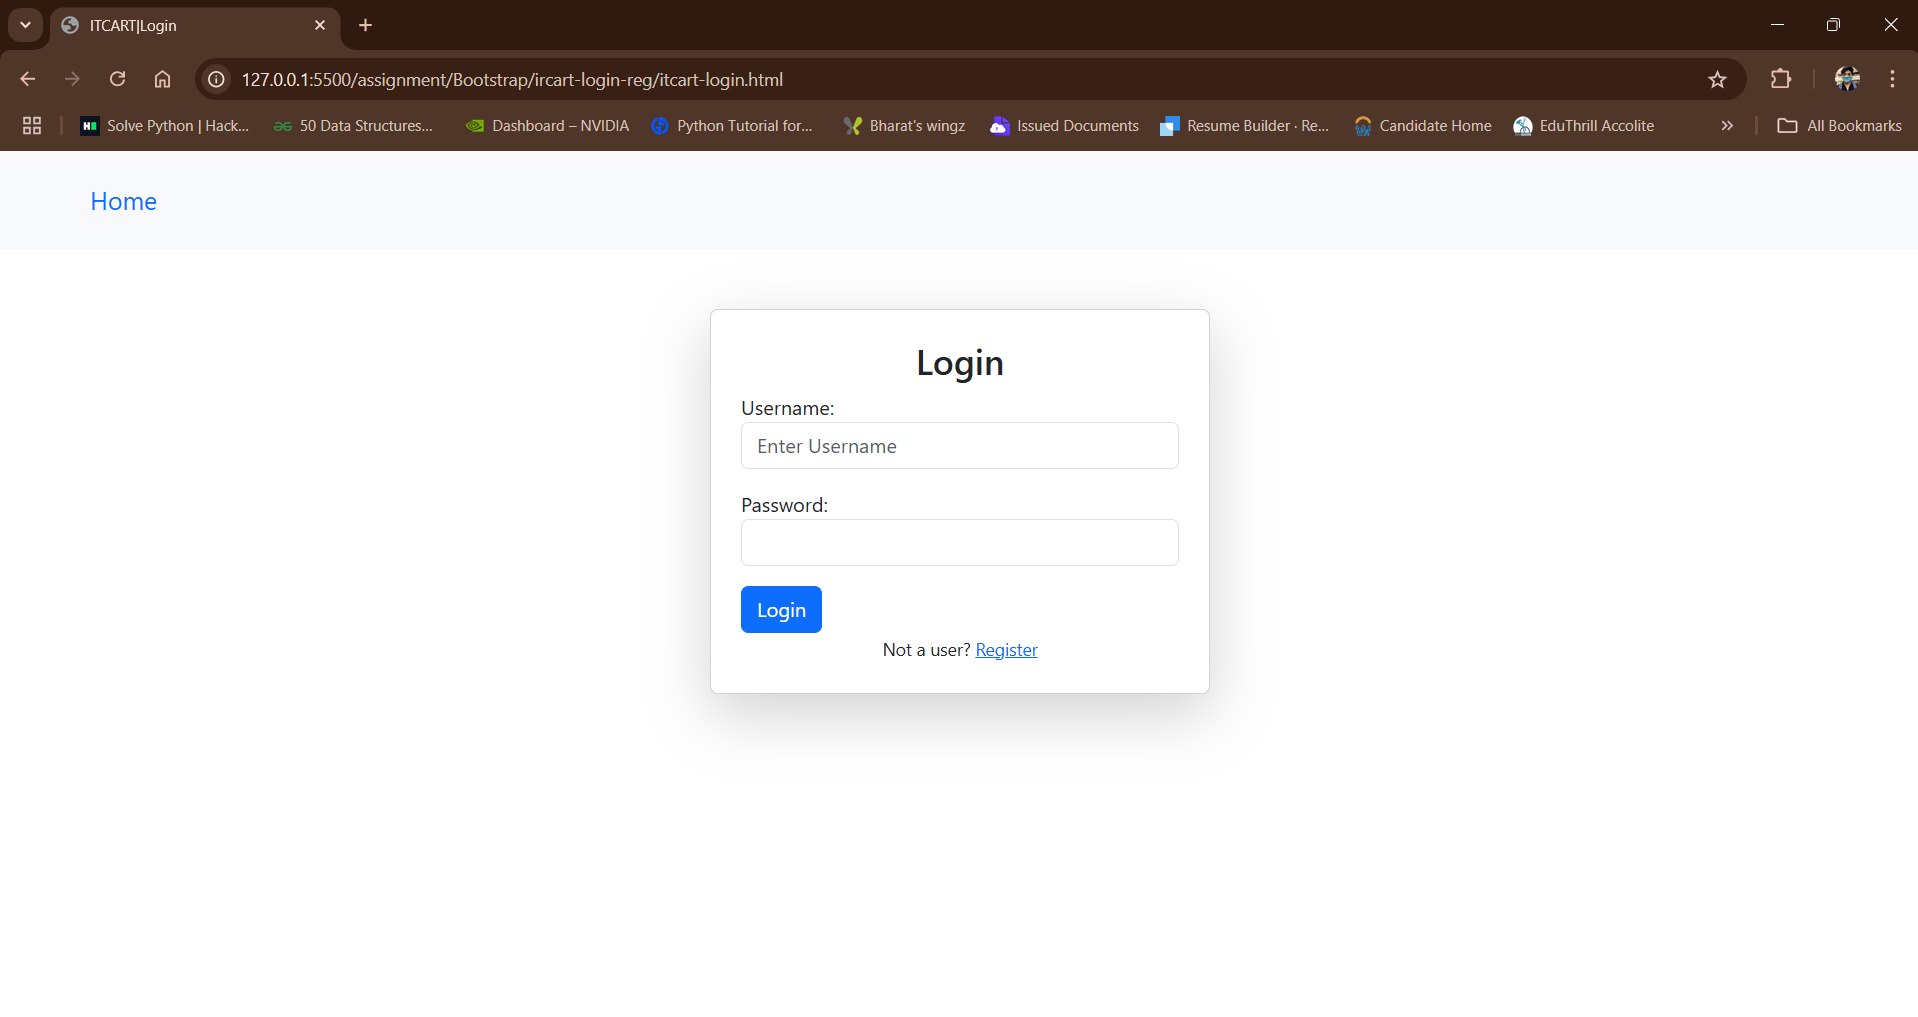 ITCART|Login
127.0.0.1:5500/assignment/Bootstrap/ircart-login-reg/itcart-login.html
Solve Python | Hack... 50 Data Structures... Dashboard – NVIDIA Python Tutorial for... Bharat's wingz Issued Documents Resume Builder · Re... Candidate Home EduThrill Accolite All Bookmarks
Home
Login
Username:
Enter Username
Password:
Login
Not a user? Register